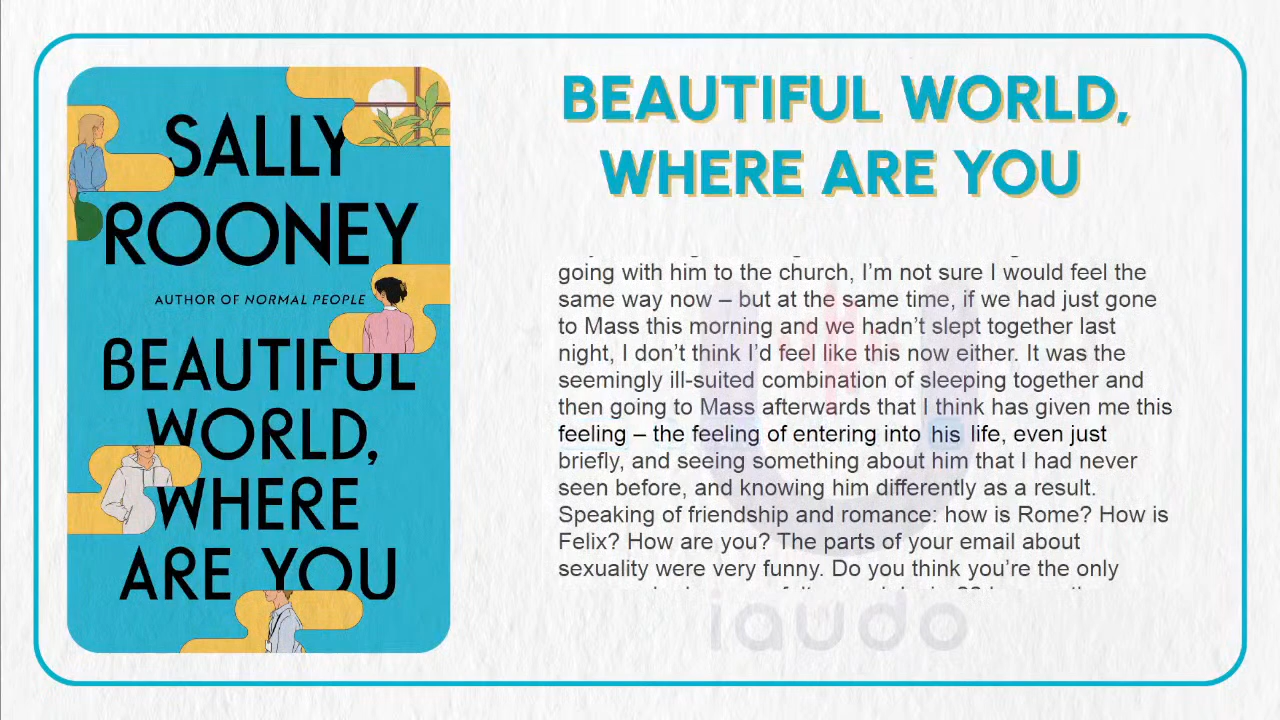 SALLY
ROONEY
AUTHOR OF NORMAL PEOPLE
BEAUTIFUL
WORLD,
WHERE
ARE YOU
BEAUTIFUL WORLD,
WHERE ARE YOU
going with him to the church, I’m not sure I would feel the
same way now – but at the same time, if we had just gone
to Mass this morning and we hadn’t slept together last
night, I don’t think I’d feel like this now either. It was the
seemingly ill-suited combination of sleeping together and
then going to Mass afterwards that I think has given me this
feeling – the feeling of entering into his life, even just
briefly, and seeing something about him that I had never
seen before, and knowing him differently as a result.
Speaking of friendship and romance: how is Rome? How is
Felix? How are you? The parts of your email about
sexuality were very funny. Do you think you’re the only
iaudo